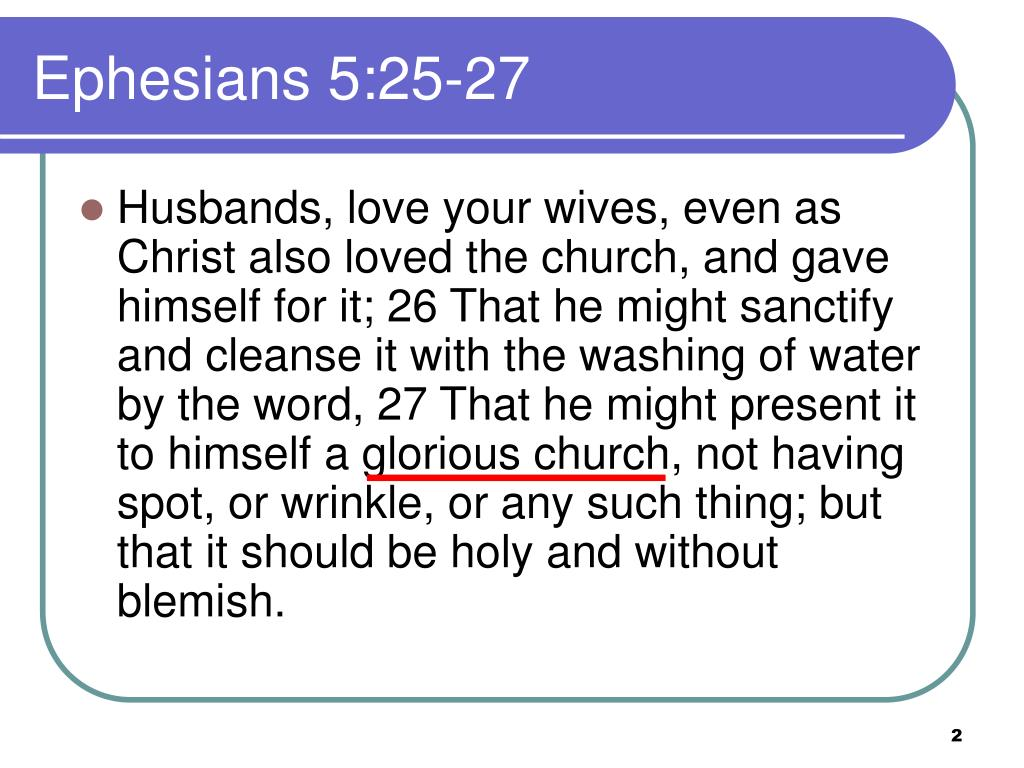 Ephesians 5:25-27
Husbands, love your wives, even as
Christ also loved the church, and gave
himself for it; 26 That he might sanctify
and cleanse it with the washing of water
by the word, 27 That he might present it
to himself a glorious church, not having
spot, or wrinkle, or any such thing; but
that it should be holy and without
blemish.
2